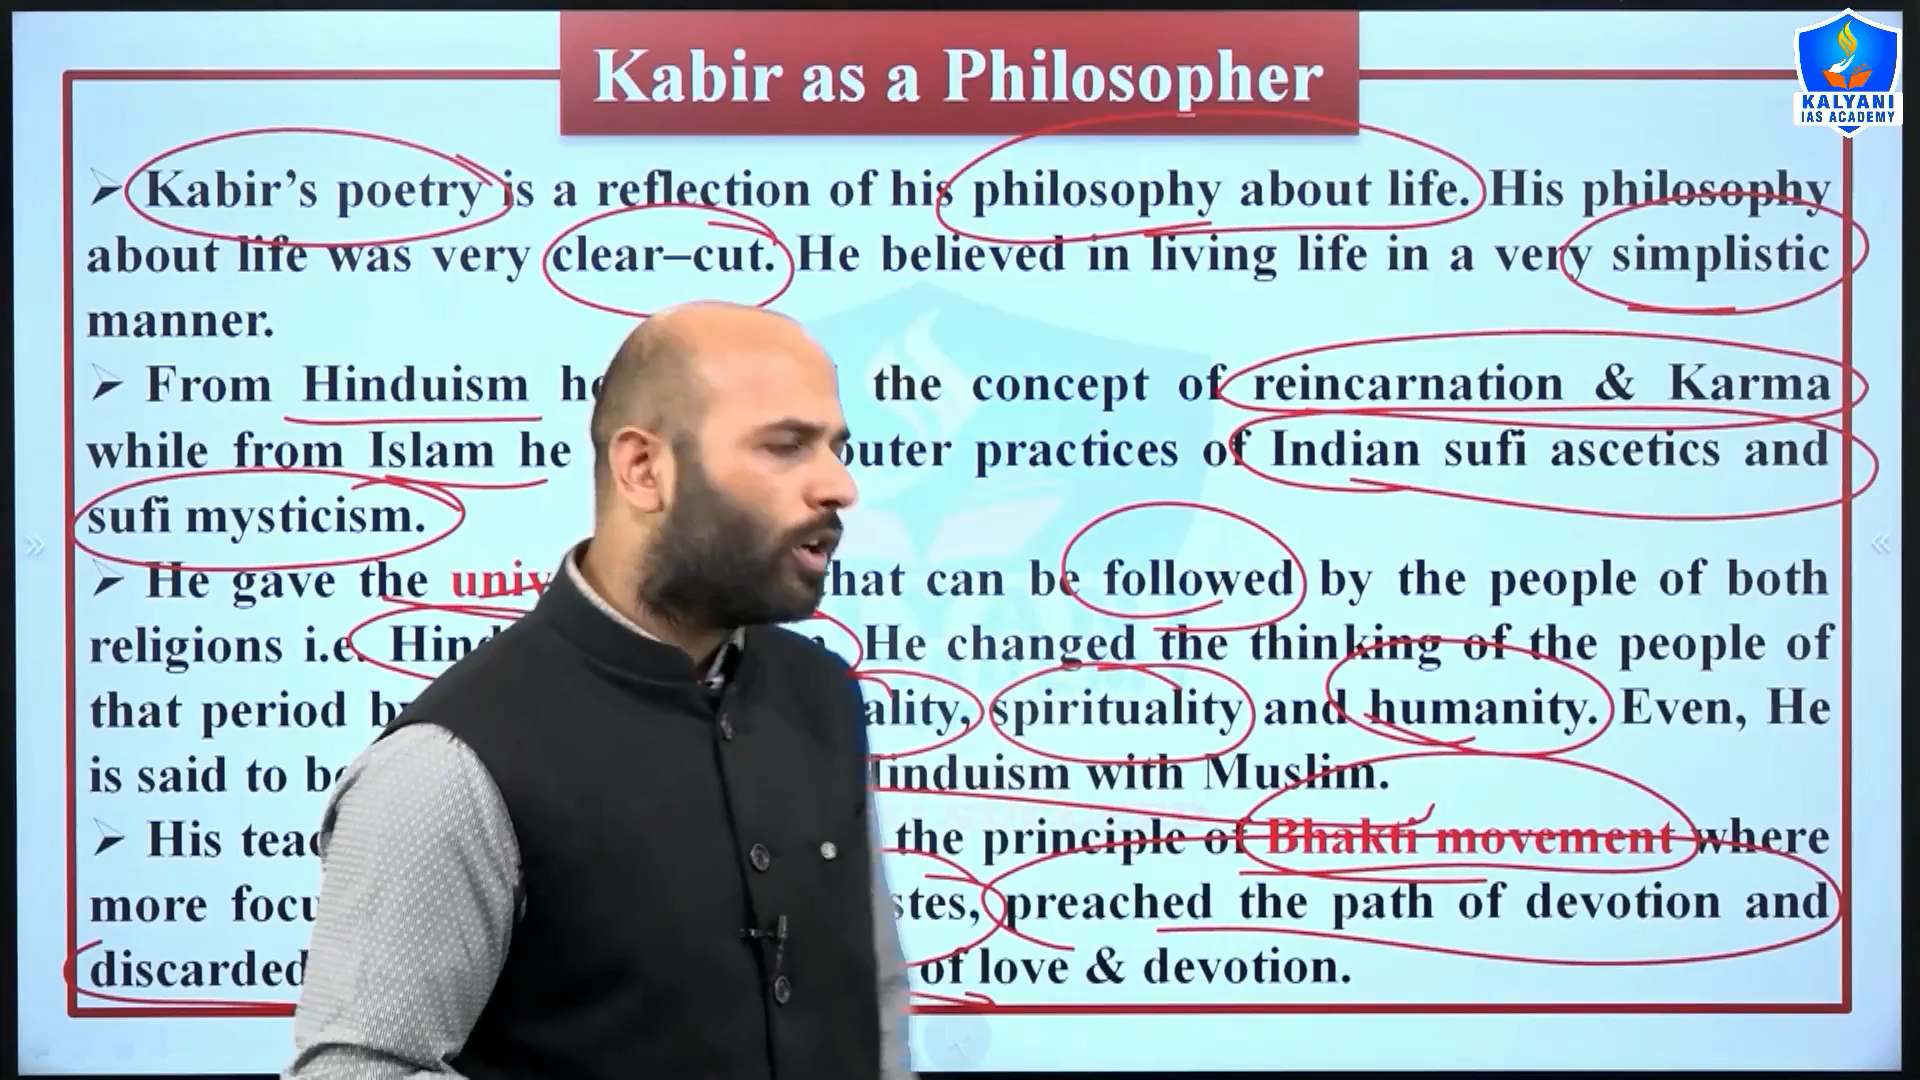 Kabir as a Philosopher
KALYANI
IAS ACADEMY
➢ Kabir’s poetry is a reflection of his philosophy about life. His philosophy
about life was very clear–cut. He believed in living life in a very simplistic
manner.
➢ From Hinduism he the concept of reincarnation & Karma
while from Islam he outer practices of Indian sufi ascetics and
sufi mysticism.
➢ He gave the that can be followed by the people of both
religions i.e. He changed the thinking of the people of
that period spirituality and humanity. Even, He
is said to Hinduism with Muslim.
➢ His the principle of Bhakti movement where
more preached the path of devotion and
discarded of love & devotion.